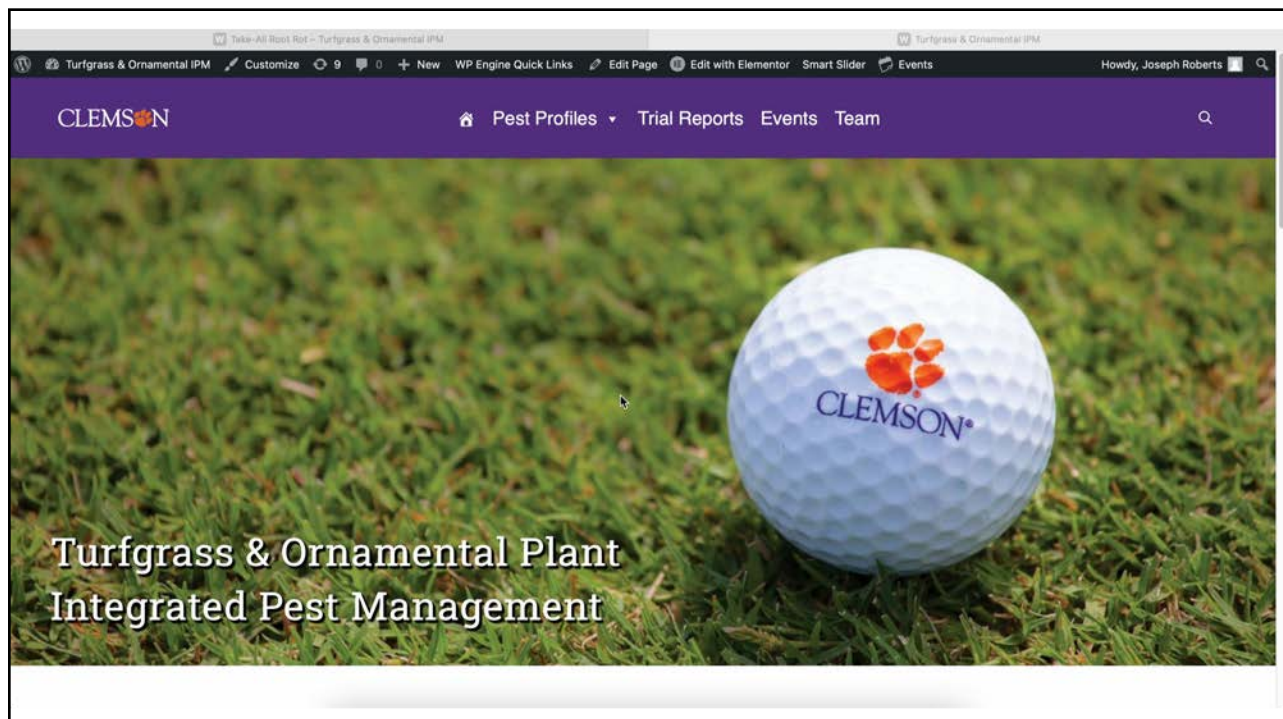 Take-All Root Rot – Turfgrass & Ornamental IPM
Turfgrass & Ornamental IPM
Turfgrass & Ornamental IPM Customize 9 0 + New WP Engine Quick Links Edit Page Edit with Elementor Smart Slider Events Howdy, Joseph Roberts
CLEMSON Pest Profiles Trial Reports Events Team
CLEMSON®
Turfgrass & Ornamental Plant
Integrated Pest Management